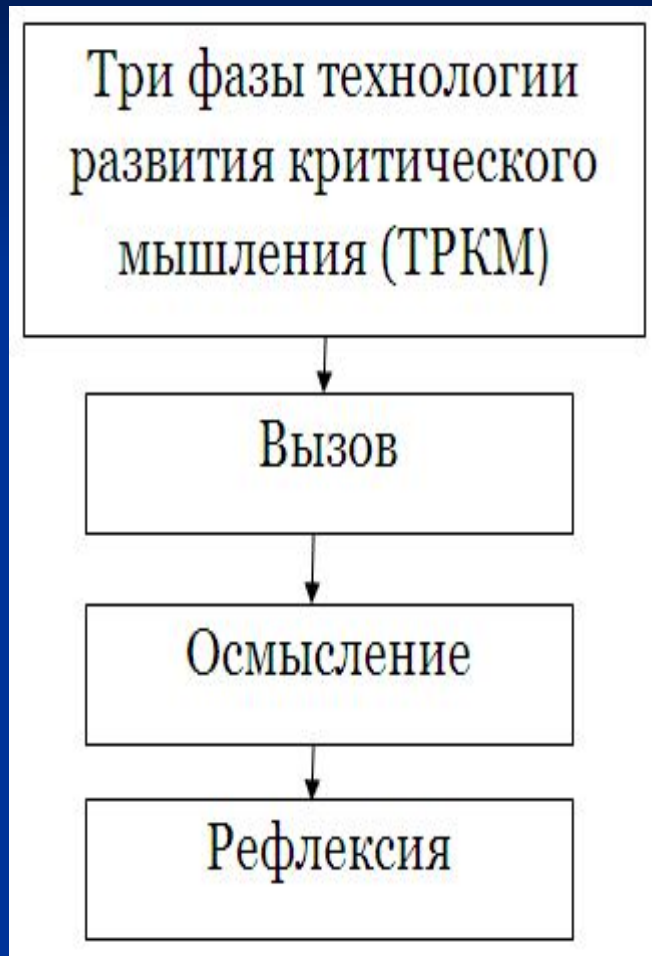 Три фазы технологии
развития критического
мышления (ТРКМ)
Вызов
Осмысление
Рефлексия